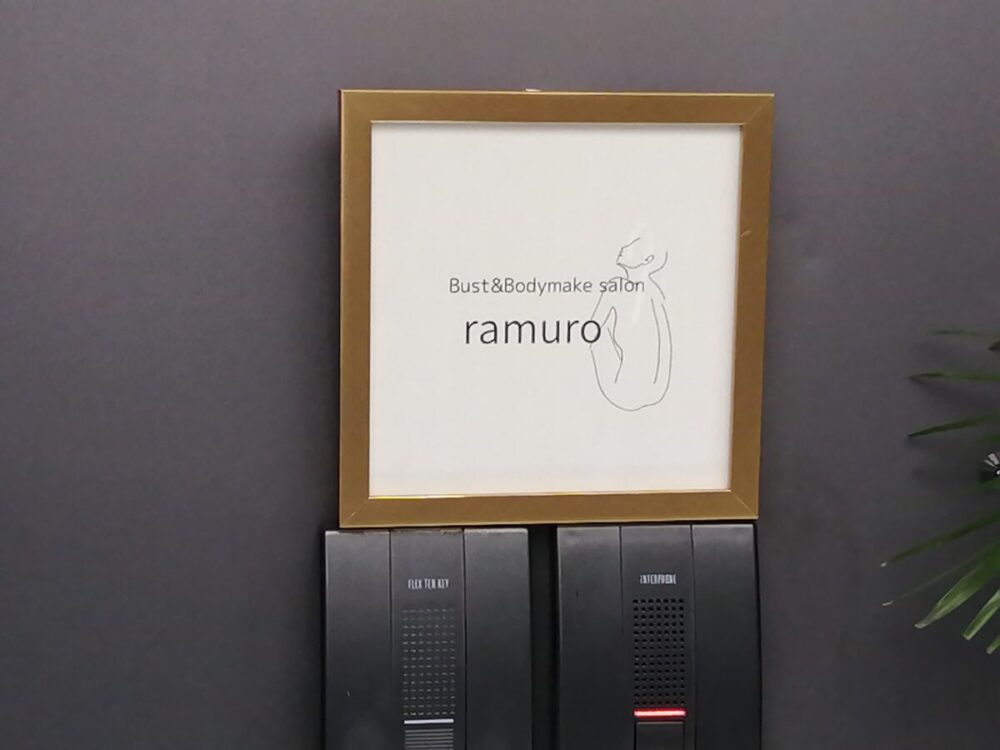 Bust&Bodymake salon
ramuro
FLEX TEN KEY
INTERPHONE